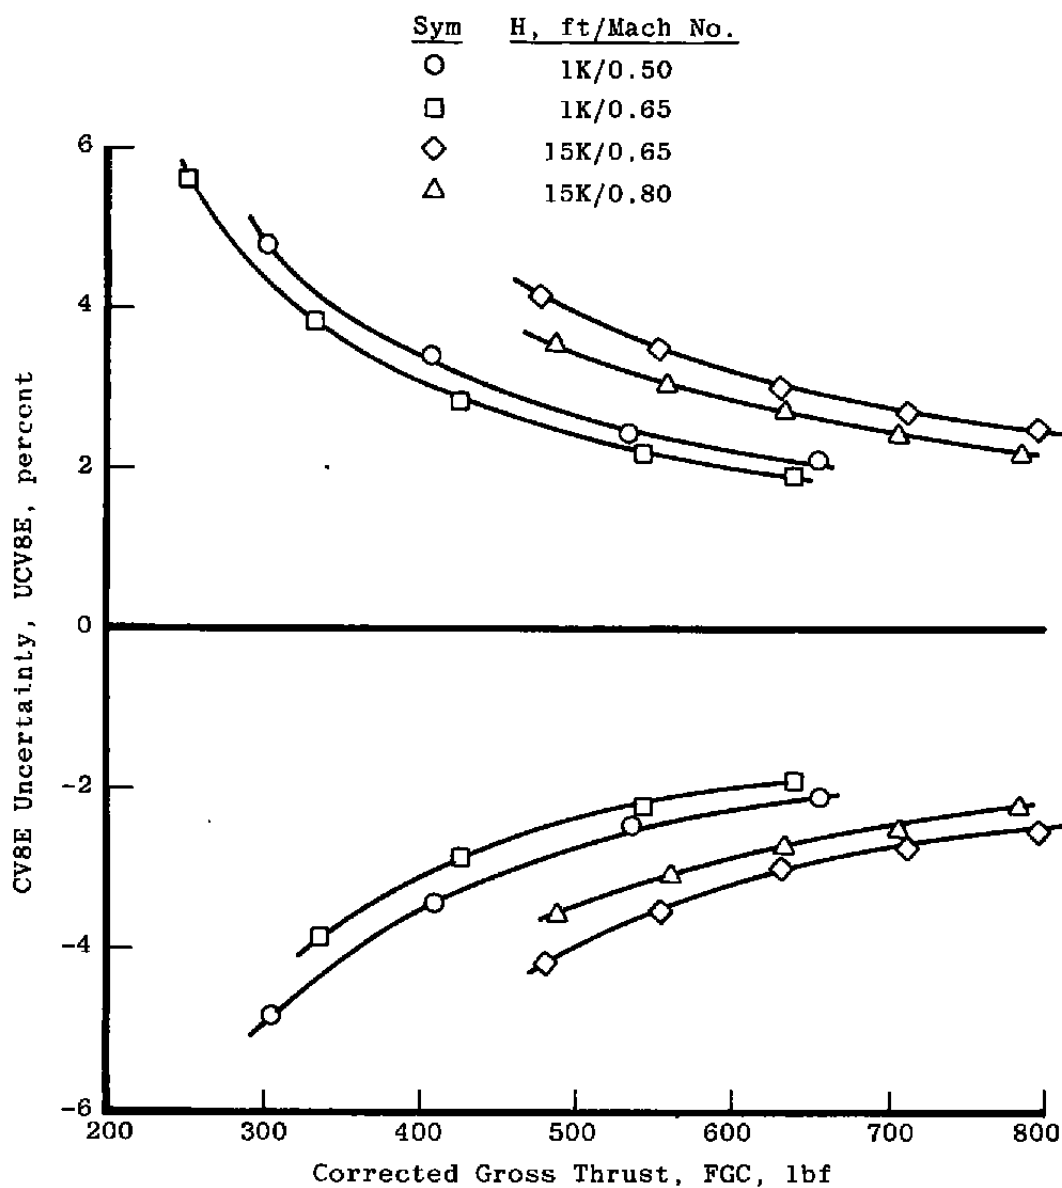 Sym H, ft/Mach No.
1K/0.50
1K/0.65
15K/0.65
15K/0.80
6
4
2
0
-2
-4
-6
CV8E Uncertainty, UCV8E, percent
200 300 400 500 600 700 800
Corrected Gross Thrust, FGC, lbf